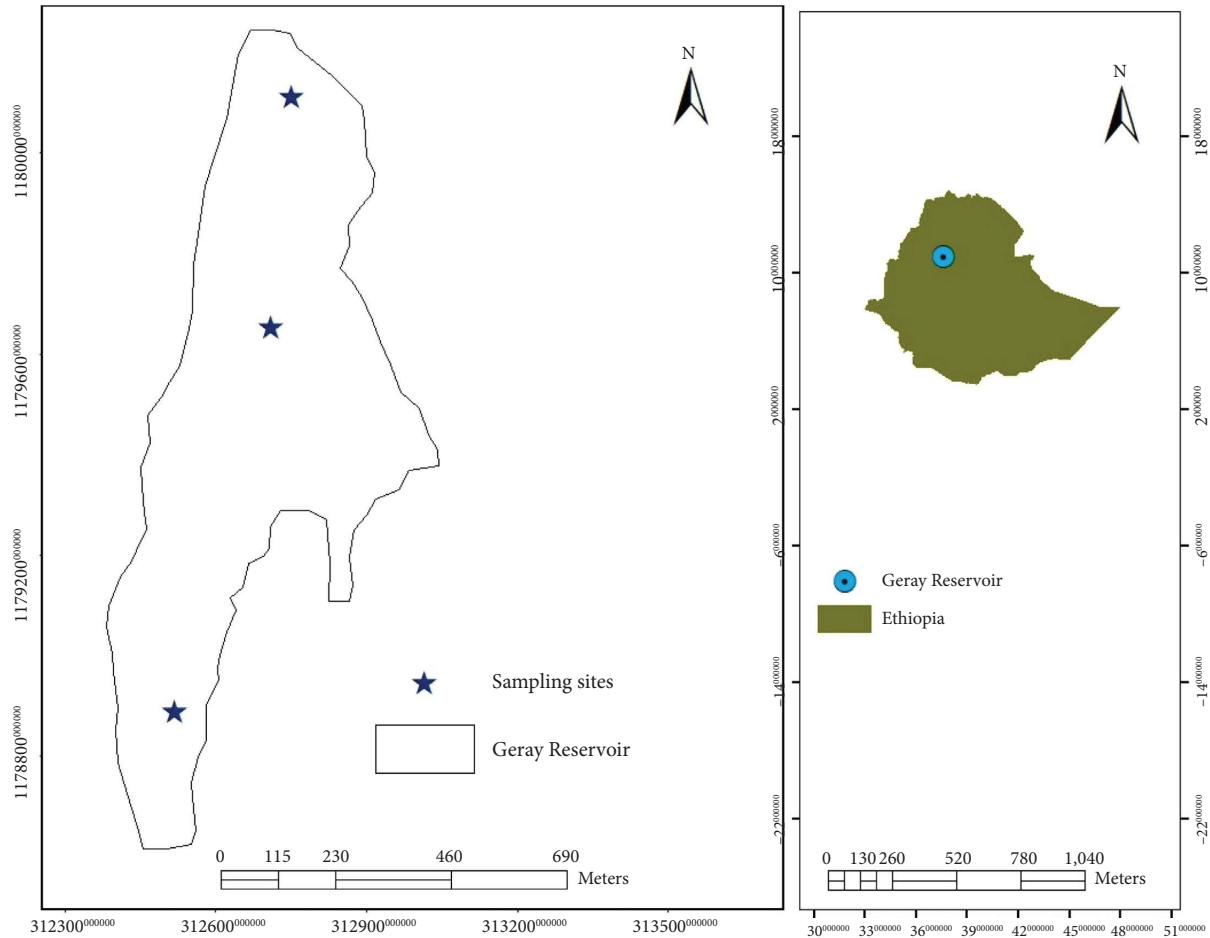 N
1180000⁰⁰⁰⁰⁰⁰
1179600⁰⁰⁰⁰⁰⁰
1179200⁰⁰⁰⁰⁰⁰
1178800⁰⁰⁰⁰⁰⁰
Sampling sites
Geray Reservoir
0 115 230 460 690
Meters
312300⁰⁰⁰⁰⁰⁰ 312600⁰⁰⁰⁰⁰⁰ 312900⁰⁰⁰⁰⁰⁰ 313200⁰⁰⁰⁰⁰⁰ 313500⁰⁰⁰⁰⁰⁰
N
18⁰⁰⁰⁰⁰⁰
10⁰⁰⁰⁰⁰⁰
2⁰⁰⁰⁰⁰⁰
−6⁰⁰⁰⁰⁰⁰
−14⁰⁰⁰⁰⁰⁰
−22⁰⁰⁰⁰⁰⁰
18⁰⁰⁰⁰⁰⁰
10⁰⁰⁰⁰⁰⁰
2⁰⁰⁰⁰⁰⁰
−6⁰⁰⁰⁰⁰⁰
−14⁰⁰⁰⁰⁰⁰
−22⁰⁰⁰⁰⁰⁰
Geray Reservoir
Ethiopia
0 130 260 520 780 1,040
Meters
30⁰⁰⁰⁰⁰⁰ 33⁰⁰⁰⁰⁰⁰ 36⁰⁰⁰⁰⁰⁰ 39⁰⁰⁰⁰⁰⁰ 42⁰⁰⁰⁰⁰⁰ 45⁰⁰⁰⁰⁰⁰ 48⁰⁰⁰⁰⁰⁰ 51⁰⁰⁰⁰⁰⁰